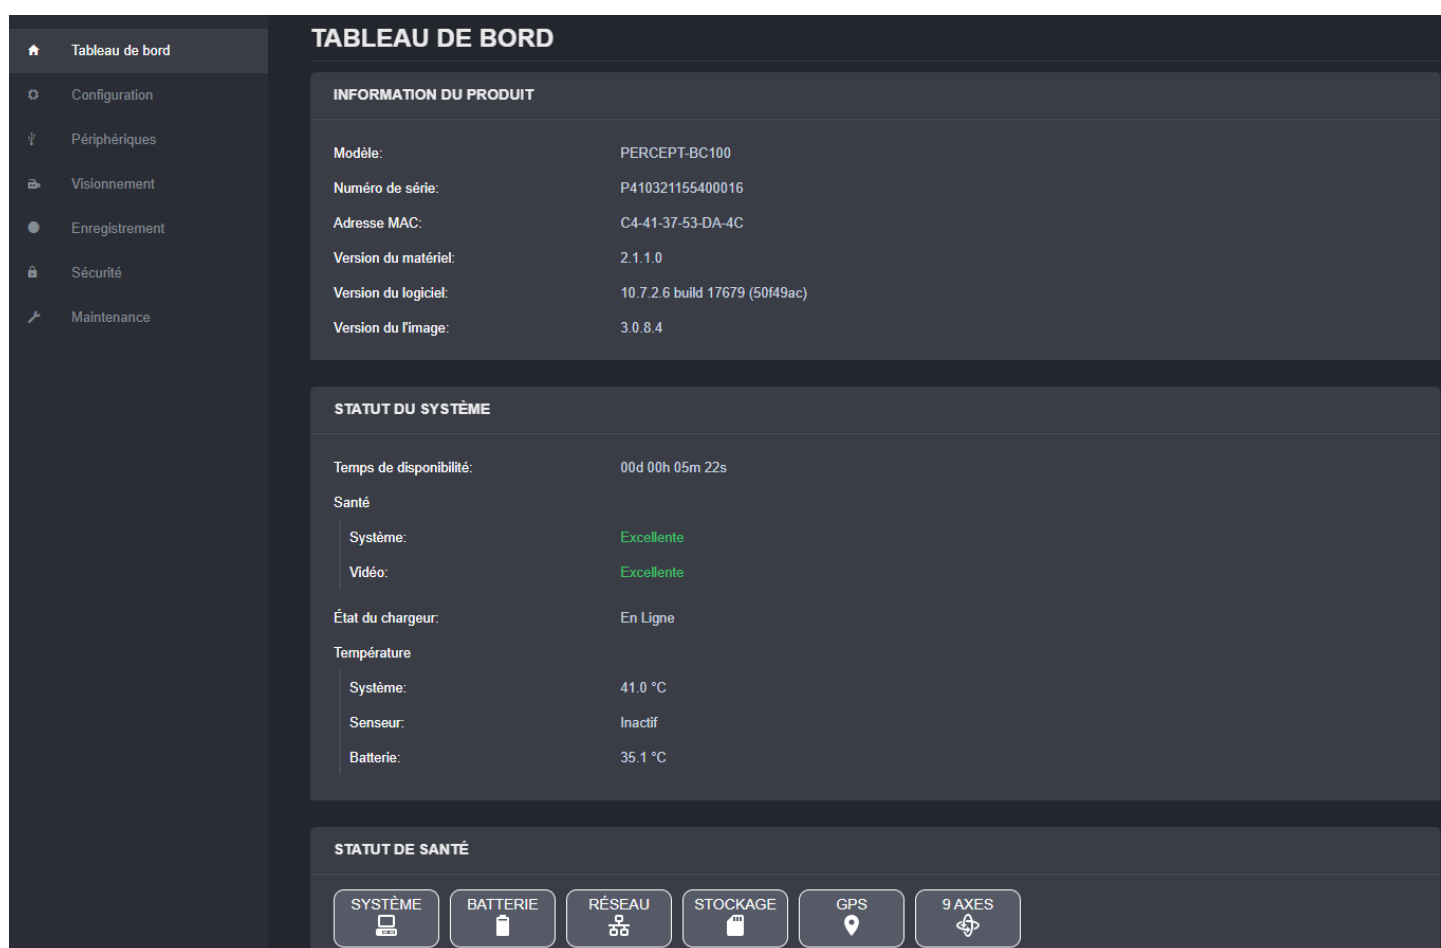 Tableau de bord
Configuration
Périphériques
Visionnement
Enregistrement
Sécurité
Maintenance
TABLEAU DE BORD
INFORMATION DU PRODUIT
Modèle: PERCEPT-BC100
Numéro de série: P410321155400016
Adresse MAC: C4-41-37-53-DA-4C
Version du matériel: 2.1.1.0
Version du logiciel: 10.7.2.6 build 17679 (50f49ac)
Version du l'image: 3.0.8.4
STATUT DU SYSTÈME
Temps de disponibilité: 00d 00h 05m 22s
Santé
Système: Excellente
Vidéo: Excellente
État du chargeur: En Ligne
Température
Système: 41.0 °C
Senseur: Inactif
Batterie: 35.1 °C
STATUT DE SANTÉ
SYSTÈME BATTERIE RÉSEAU STOCKAGE GPS 9 AXES